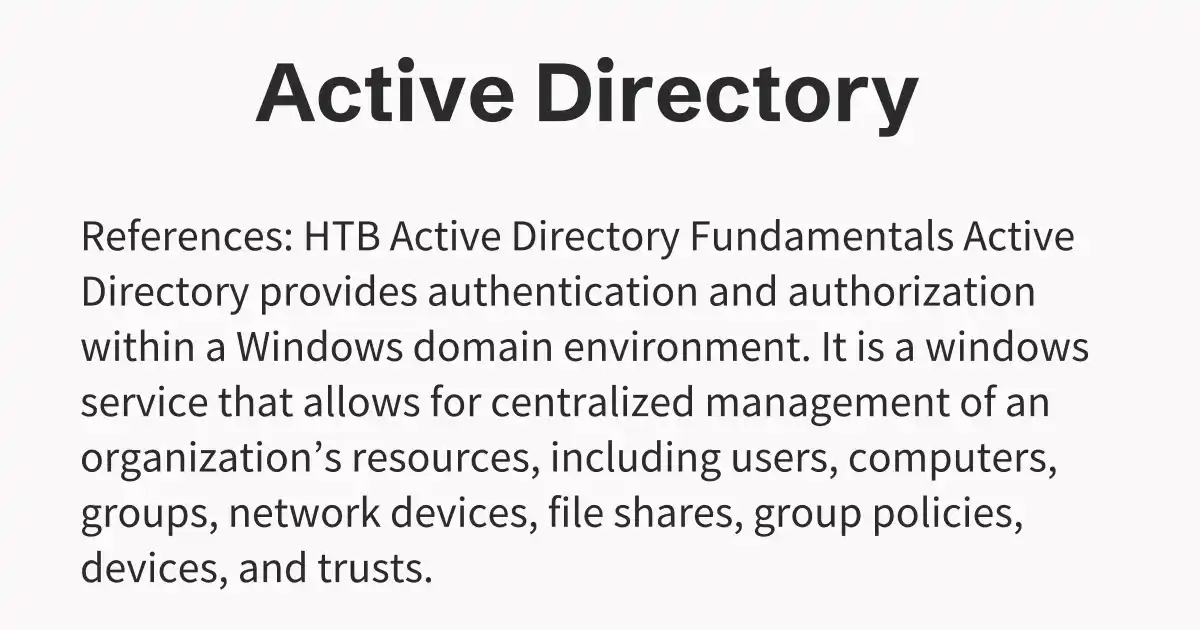 Active Directory
References: HTB Active Directory Fundamentals Active
Directory provides authentication and authorization
within a Windows domain environment. It is a windows
service that allows for centralized management of an
organization’s resources, including users, computers,
groups, network devices, file shares, group policies,
devices, and trusts.